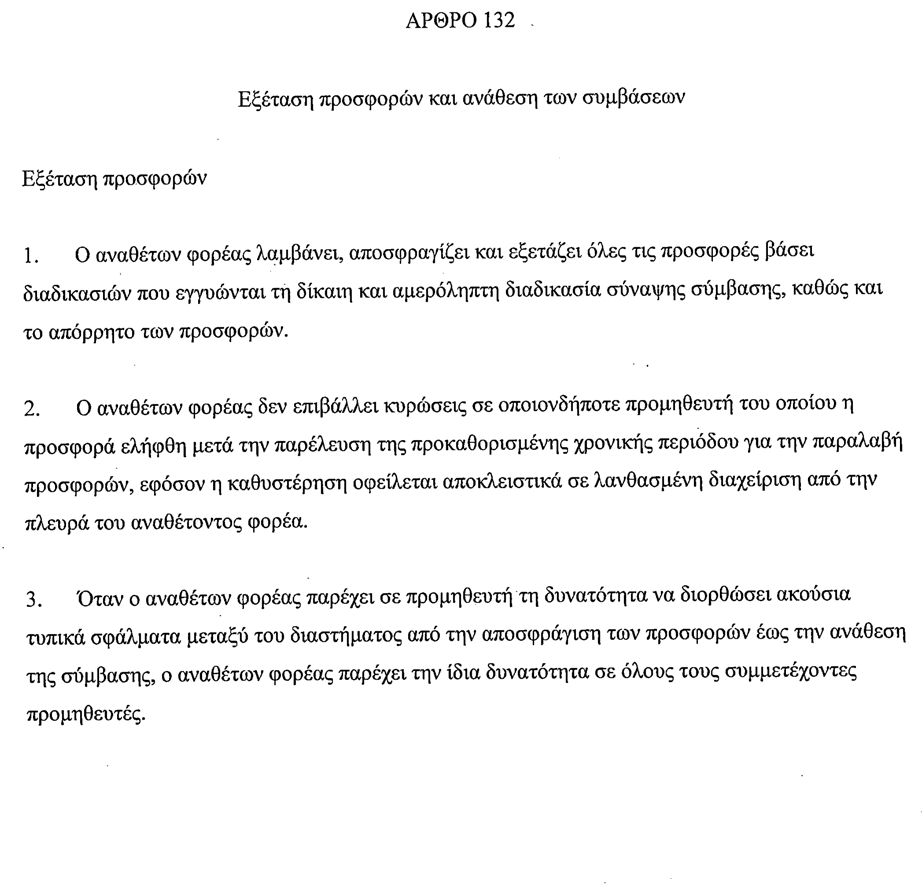 ΑΡΘΡΟ 132
Εξέταση προσφορών και ανάθεση των συμβάσεων
Εξέταση προσφορών
1. Ο αναθέτων φορέας λαμβάνει, αποσφραγίζει και εξετάζει όλες τις προσφορές βάσει
διαδικασιών που εγγυώνται τη δίκαιη και αμερόληπτη διαδικασία σύναψης σύμβασης, καθώς και
το απόρρητο των προσφορών.
2. Ο αναθέτων φορέας δεν επιβάλλει κυρώσεις σε οποιονδήποτε προμηθευτή του οποίου η
προσφορά ελήφθη μετά την παρέλευση της προκαθορισμένης χρονικής περιόδου για την παραλαβή
προσφορών, εφόσον η καθυστέρηση οφείλεται αποκλειστικά σε λανθασμένη διαχείριση από την
πλευρά του αναθέτοντος φορέα.
3. Όταν ο αναθέτων φορέας παρέχει σε προμηθευτή τη δυνατότητα να διορθώσει ακούσια
τυπικά σφάλματα μεταξύ του διαστήματος από την αποσφράγιση των προσφορών έως την ανάθεση
της σύμβασης, ο αναθέτων φορέας παρέχει την ίδια δυνατότητα σε όλους τους συμμετέχοντες
προμηθευτές.